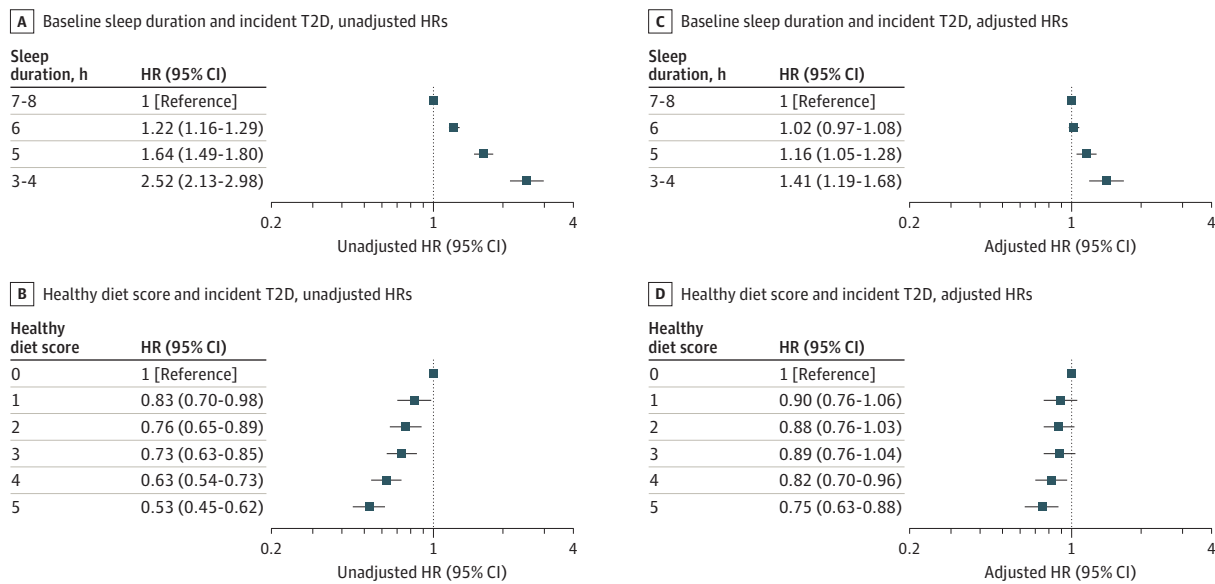 A Baseline sleep duration and incident T2D, unadjusted HRs
Sleep
duration, h HR (95% CI)
7-8 1 [Reference]
6 1.22 (1.16-1.29)
5 1.64 (1.49-1.80)
3-4 2.52 (2.13-2.98)
0.2 1 4
Unadjusted HR (95% CI)
B Healthy diet score and incident T2D, unadjusted HRs
Healthy
diet score HR (95% CI)
0 1 [Reference]
1 0.83 (0.70-0.98)
2 0.76 (0.65-0.89)
3 0.73 (0.63-0.85)
4 0.63 (0.54-0.73)
5 0.53 (0.45-0.62)
0.2 1 4
Unadjusted HR (95% CI)
C Baseline sleep duration and incident T2D, adjusted HRs
Sleep
duration, h HR (95% CI)
7-8 1 [Reference]
6 1.02 (0.97-1.08)
5 1.16 (1.05-1.28)
3-4 1.41 (1.19-1.68)
0.2 1 4
Adjusted HR (95% CI)
D Healthy diet score and incident T2D, adjusted HRs
Healthy
diet score HR (95% CI)
0 1 [Reference]
1 0.90 (0.76-1.06)
2 0.88 (0.76-1.03)
3 0.89 (0.76-1.04)
4 0.82 (0.70-0.96)
5 0.75 (0.63-0.88)
0.2 1 4
Adjusted HR (95% CI)